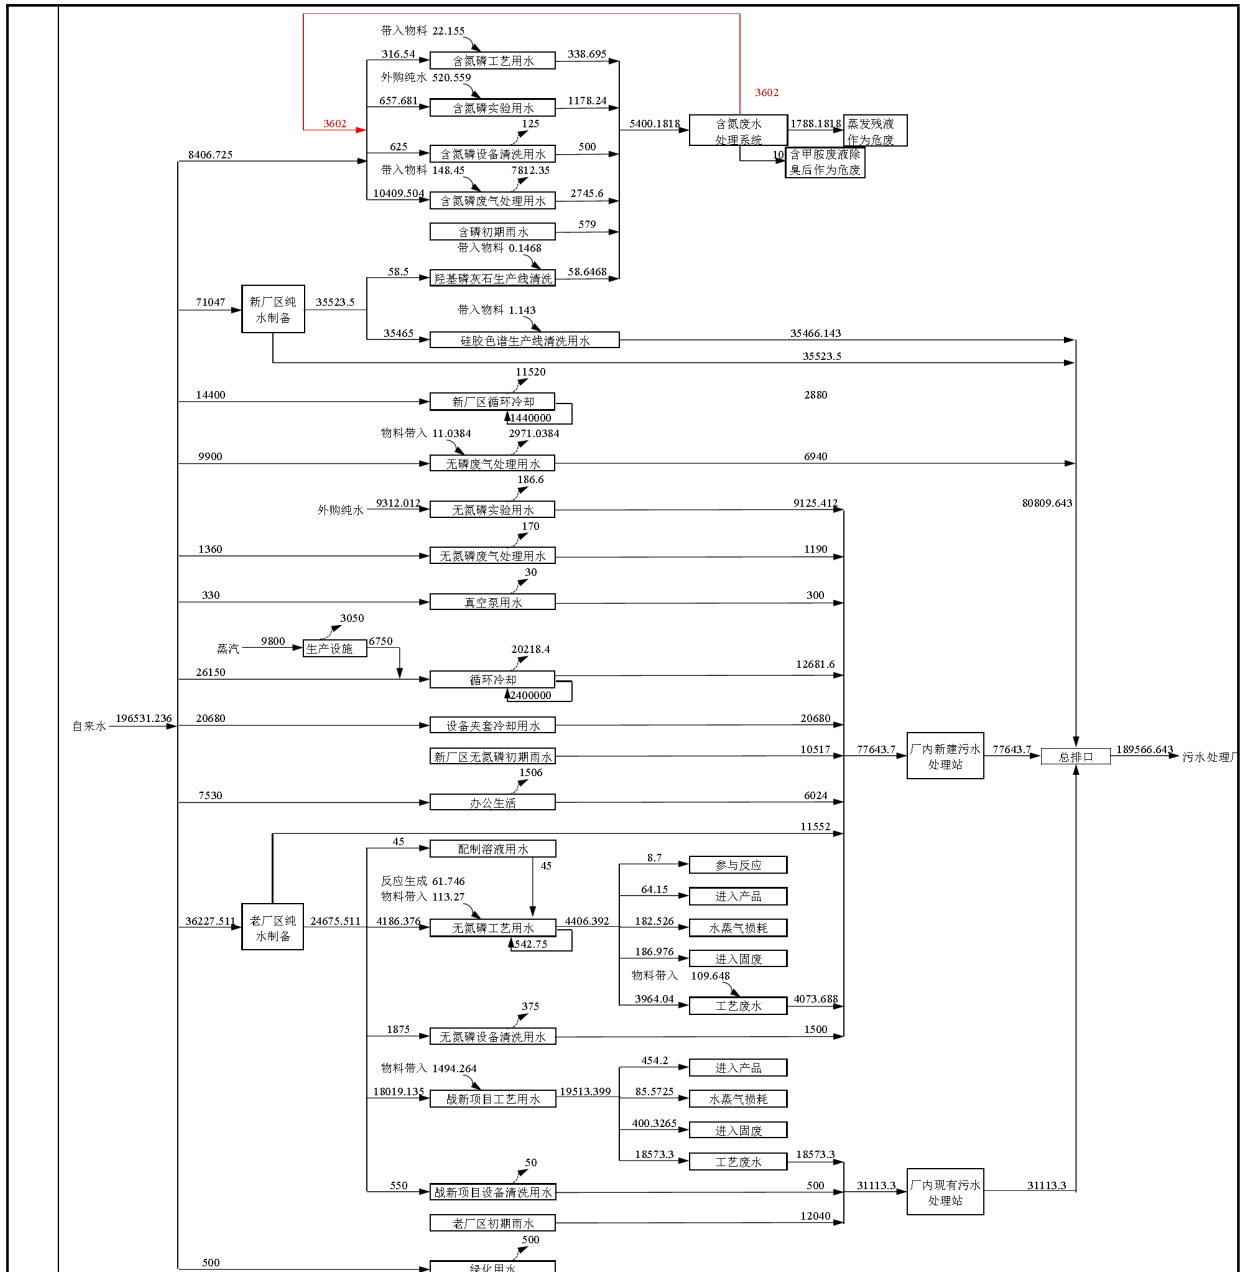 带入物料 22.155
316.54
含氮磷工艺用水
338.695
外购纯水 520.559
657.681
含氮磷实验用水
1178.24
3602
3602
125
625
含氮磷设备清洗用水
500
5400.1818
含氮废水
处理系统
1788.1818
蒸发残液
作为危废
10
含甲胺废液除
臭后作为危废
8406.725
带入物料 148.45
7812.35
10409.504
含氮磷废气处理用水
2745.6
含磷初期雨水
579
带入物料 0.1468
58.5
羟基磷灰石生产线清洗
58.6468
71047
新厂区纯
水制备
35523.5
带入物料 1.143
35465
硅胶色谱生产线清洗用水
35466.143
35523.5
11520
14400
新厂区循环冷却
2880
1440000
物料带入 11.0384
2971.0384
9900
无磷废气处理用水
6940
186.6
外购纯水
9312.012
无氮磷实验用水
9125.412
80809.643
170
1360
无氮磷废气处理用水
1190
30
330
真空泵用水
300
3050
蒸汽
9800
生产设施
6750
20218.4
26150
循环冷却
12681.6
2400000
自来水
196531.236
20680
设备夹套冷却用水
20680
新厂区无氮磷初期雨水
10517
77643.7
厂内新建污水
处理站
77643.7
总排口
189566.643
污水处理厂
1506
7530
办公生活
6024
11552
45
配制溶液用水
45
8.7
参与反应
反应生成 61.746
物料带入 113.27
64.15
进入产品
36227.511
老厂区纯
水制备
24675.511
4186.376
无氮磷工艺用水
4406.392
542.75
182.526
水蒸气损耗
186.976
进入固废
物料带入 109.648
3964.04
工艺废水
4073.688
375
1875
无氮磷设备清洗用水
1500
物料带入 1494.264
454.2
进入产品
18019.135
战新项目工艺用水
19513.399
85.5725
水蒸气损耗
400.3265
进入固废
18573.3
工艺废水
18573.3
50
550
战新项目设备清洗用水
500
31113.3
厂内现有污水
处理站
31113.3
老厂区初期雨水
12040
500
500
绿化用水